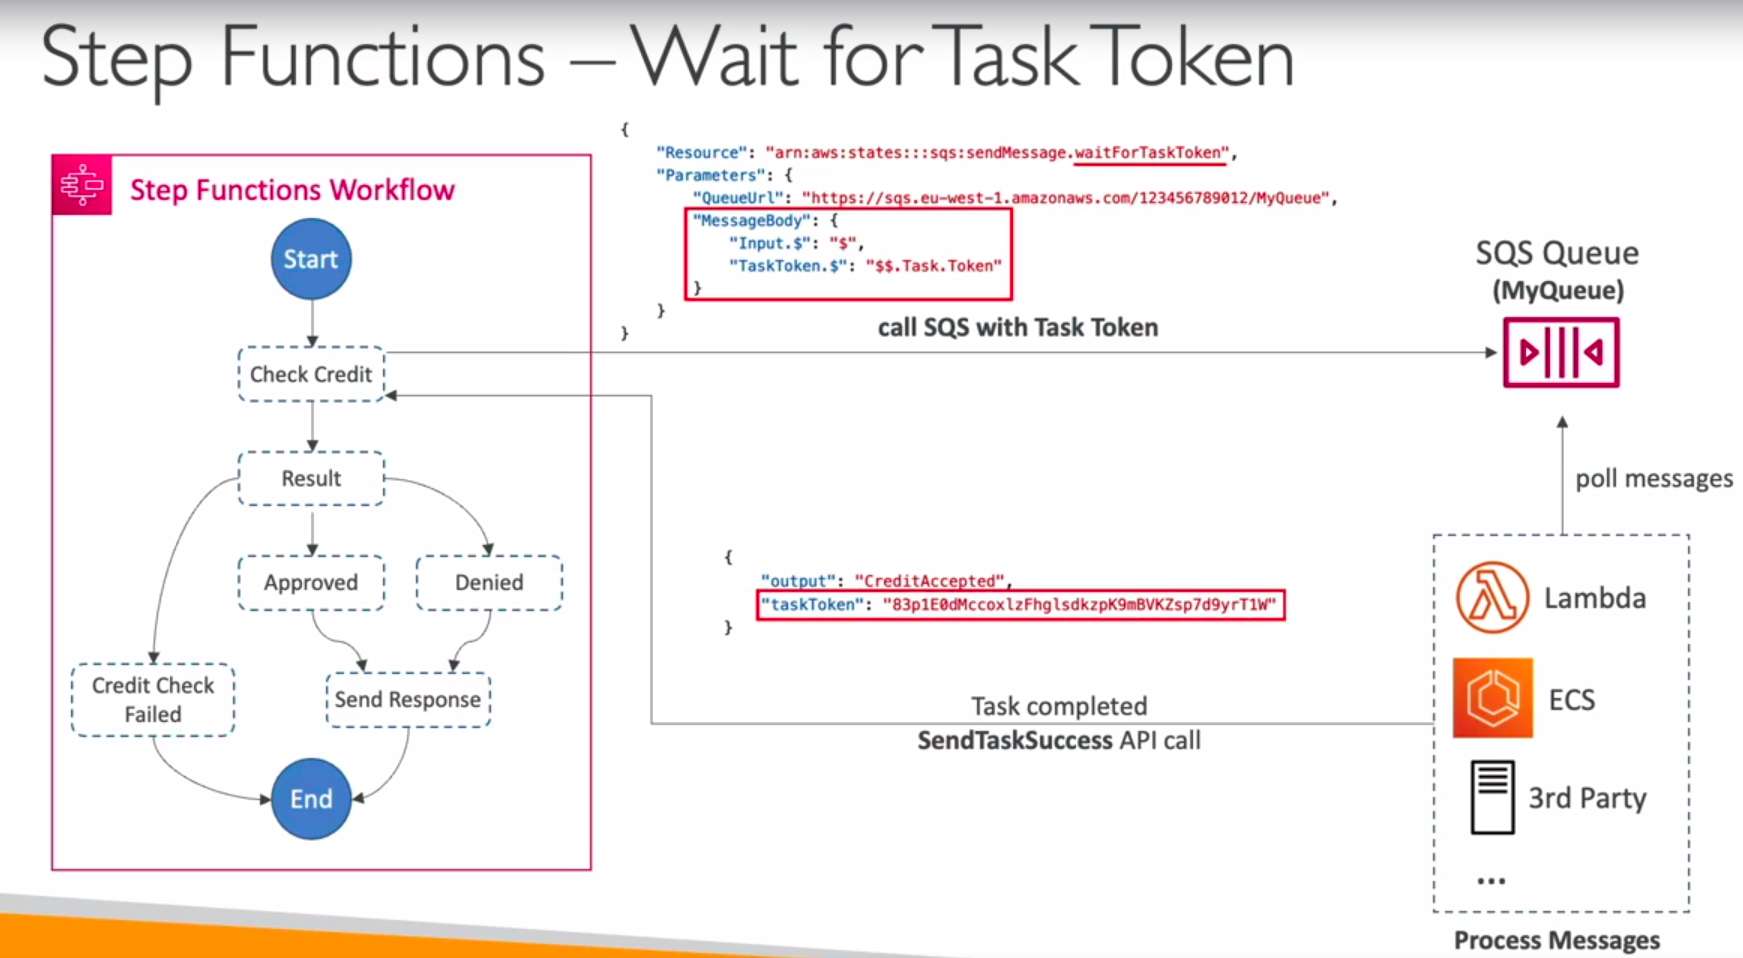 Step Functions – Wait for Task Token
Step Functions Workflow
Start
Check Credit
Result
Approved
Denied
Credit Check
Failed
Send Response
End
{
"Resource": "arn:aws:states:::sqs:sendMessage.waitForTaskToken",
"Parameters": {
"QueueUrl": "https://sqs.eu-west-1.amazonaws.com/123456789012/MyQueue",
"MessageBody": {
"Input.$": "$",
"TaskToken.$": "$$.Task.Token"
}
}
}
call SQS with Task Token
SQS Queue
(MyQueue)
poll messages
{
"output": "CreditAccepted",
"taskToken": "83p1E0dMccoxlzFhglsdkzpK9mBVKZsp7d9yrT1W"
}
Task completed
SendTaskSuccess API call
Lambda
ECS
3rd Party
...
Process Messages